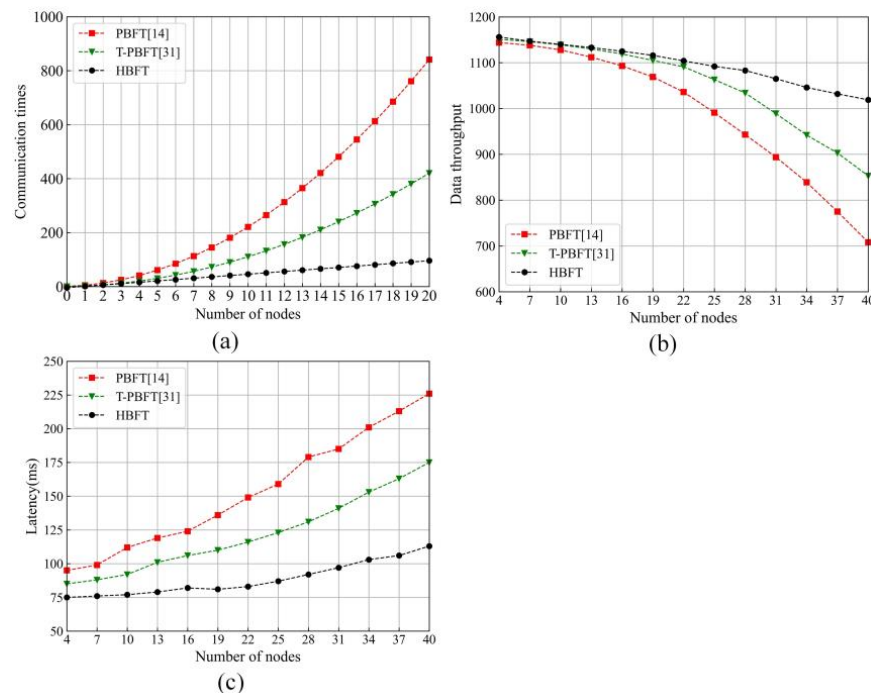 PBFT[14]
T-PBFT[31]
HBFT
Communication times
1000
800
600
400
200
0
0 1 2 3 4 5 6 7 8 9 10 11 12 13 14 15 16 17 18 19 20
Number of nodes
(a)
Data throughput
1200
1100
1000
900
800
700
600
PBFT[14]
T-PBFT[31]
HBFT
4 7 10 13 16 19 22 25 28 31 34 37 40
Number of nodes
(b)
PBFT[14]
T-PBFT[31]
HBFT
Latency(ms)
250
225
200
175
150
125
100
75
50
4 7 10 13 16 19 22 25 28 31 34 37 40
Number of nodes
(c)